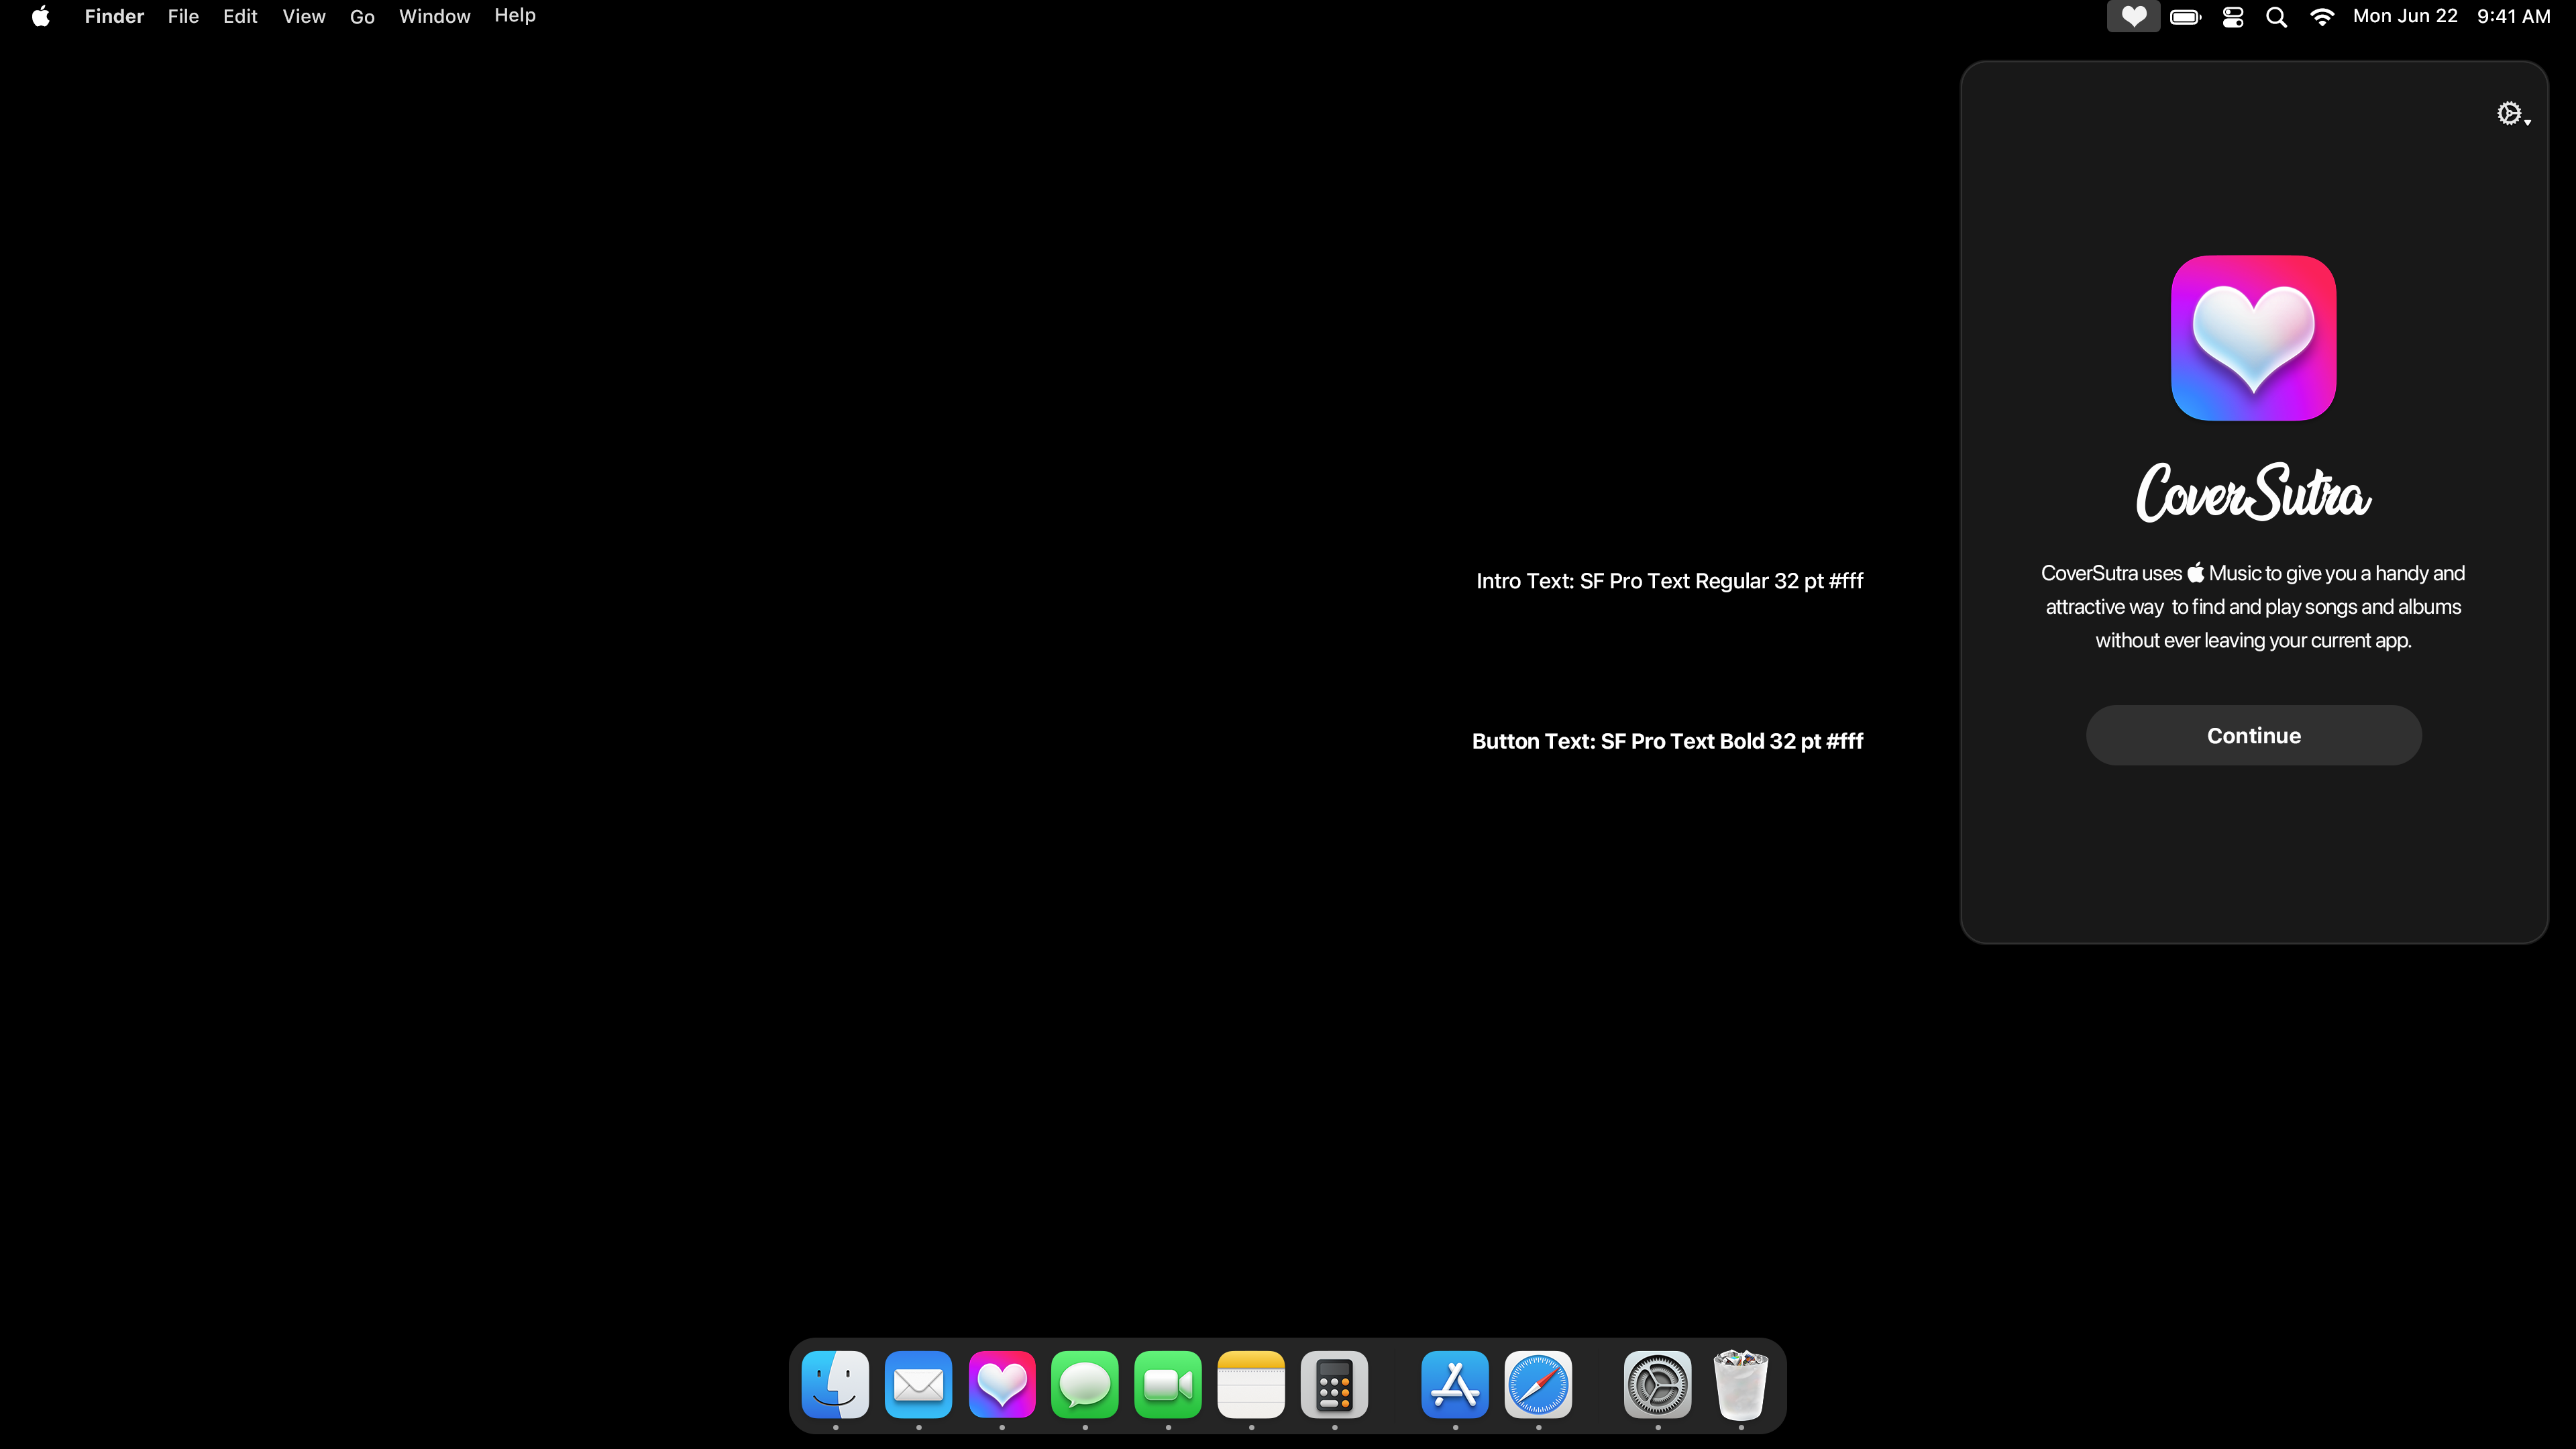 Finder File Edit View Go Window Help Mon Jun 22 9:41 AM
CoverSutra
CoverSutra uses  Music to give you a handy and
attractive way to find and play songs and albums
without ever leaving your current app.
Continue
Intro Text: SF Pro Text Regular 32 pt #fff
Button Text: SF Pro Text Bold 32 pt #fff